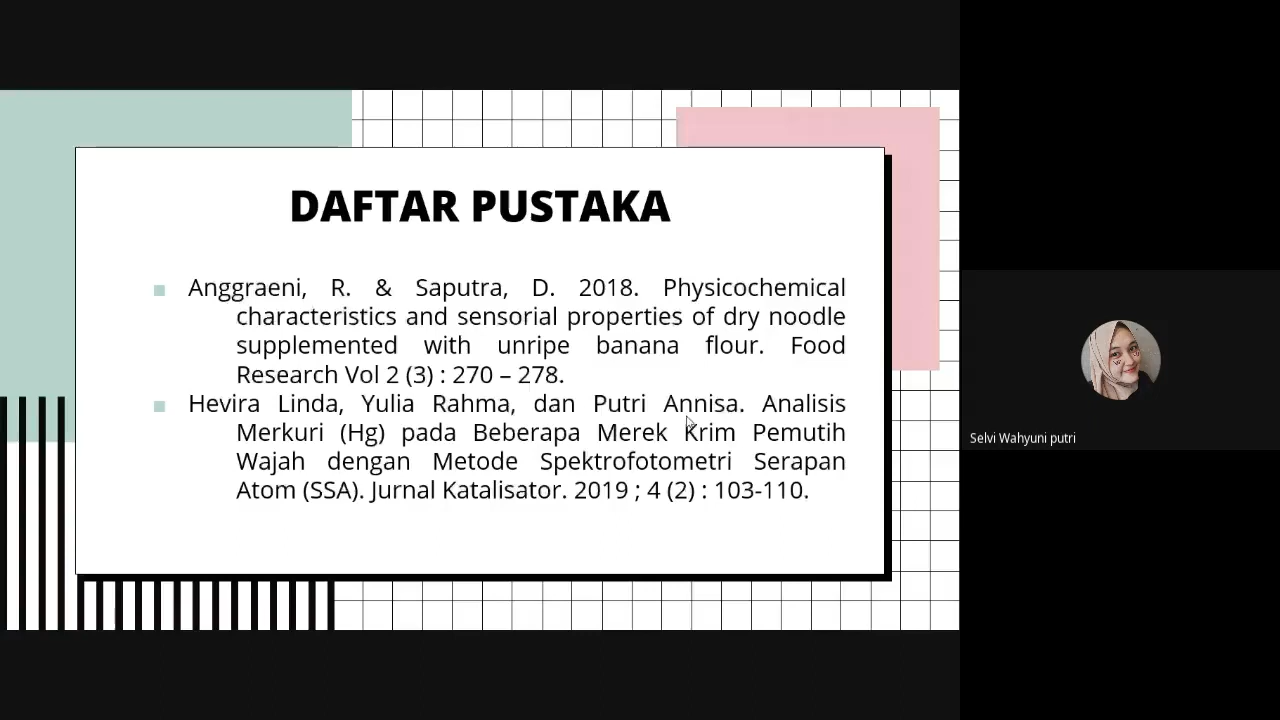 DAFTAR PUSTAKA
Anggraeni, R. & Saputra, D. 2018. Physicochemical
characteristics and sensorial properties of dry noodle
supplemented with unripe banana flour. Food
Research Vol 2 (3) : 270 – 278.
Hevira Linda, Yulia Rahma, dan Putri Annisa. Analisis
Merkuri (Hg) pada Beberapa Merek Krim Pemutih
Wajah dengan Metode Spektrofotometri Serapan
Atom (SSA). Jurnal Katalisator. 2019 ; 4 (2) : 103-110.
Selvi Wahyuni putri